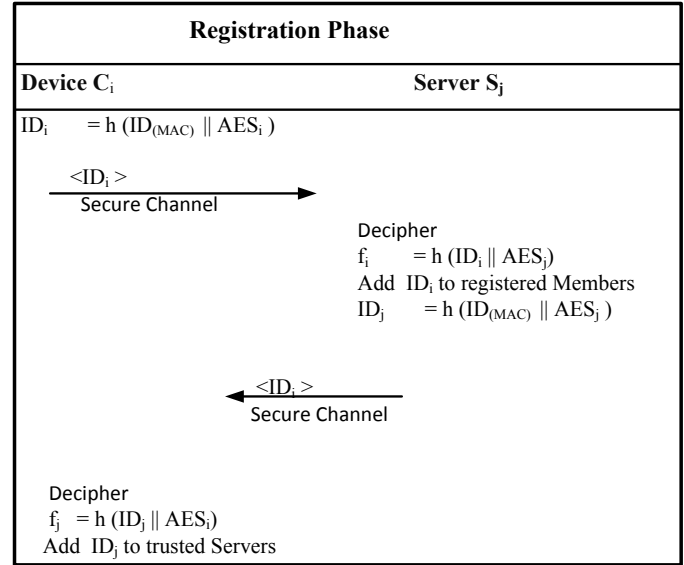 Registration Phase
Device Cᵢ Server Sⱼ
IDᵢ = h (ID₍MAC₎ || AESᵢ )
<IDᵢ >
Secure Channel
Decipher
fᵢ = h (IDᵢ || AESⱼ)
Add IDᵢ to registered Members
IDⱼ = h (ID₍MAC₎ || AESⱼ )
<IDᵢ >
Secure Channel
Decipher
fⱼ = h (IDⱼ || AESᵢ)
Add IDⱼ to trusted Servers